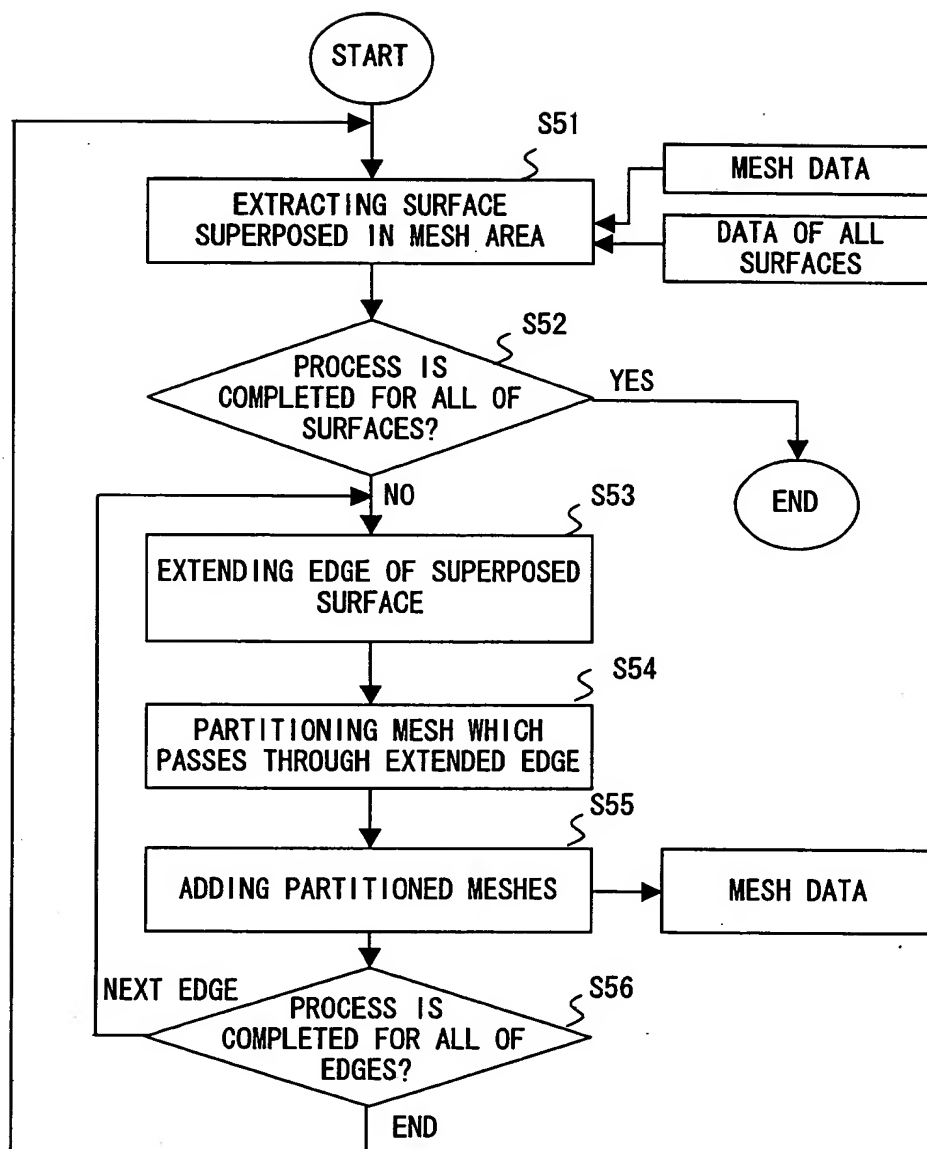 START
S51
EXTRACTING SURFACE
SUPERPOSED IN MESH AREA
MESH DATA
DATA OF ALL
SURFACES
S52
PROCESS IS
COMPLETED FOR ALL OF
SURFACES?
YES
END
NO
S53
EXTENDING EDGE OF SUPERPOSED
SURFACE
S54
PARTITIONING MESH WHICH
PASSES THROUGH EXTENDED EDGE
S55
ADDING PARTITIONED MESHES
MESH DATA
NEXT EDGE
S56
PROCESS IS
COMPLETED FOR ALL OF
EDGES?
END